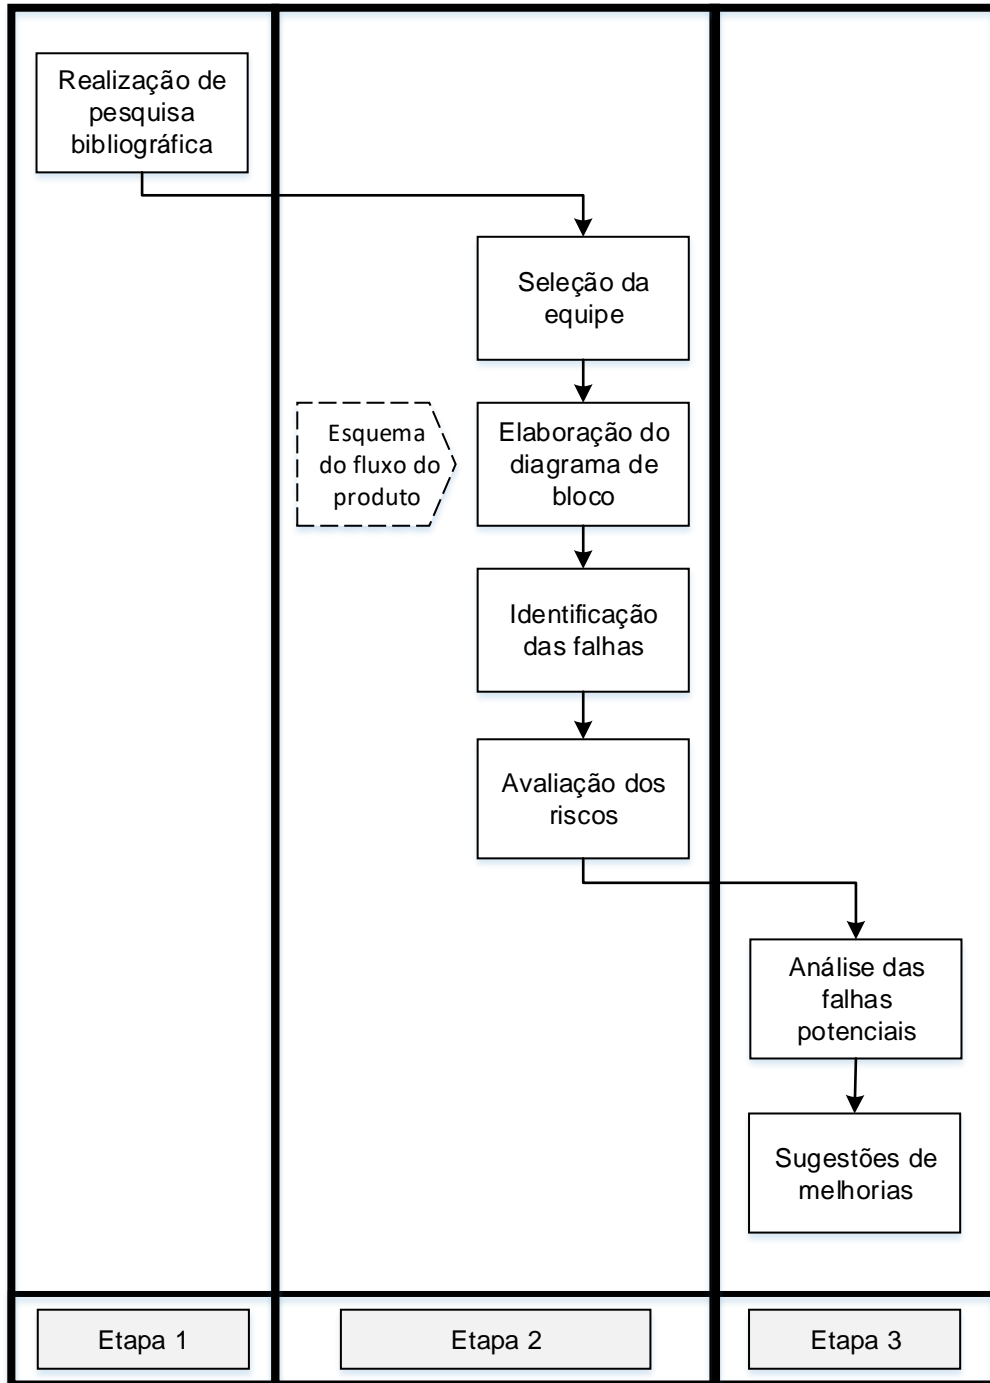 Realização de
pesquisa
bibliográfica
Seleção da
equipe
Esquema
do fluxo do
produto
Elaboração do
diagrama de
bloco
Identificação
das falhas
Avaliação dos
riscos
Análise das
falhas
potenciais
Sugestões de
melhorias
Etapa 1
Etapa 2
Etapa 3